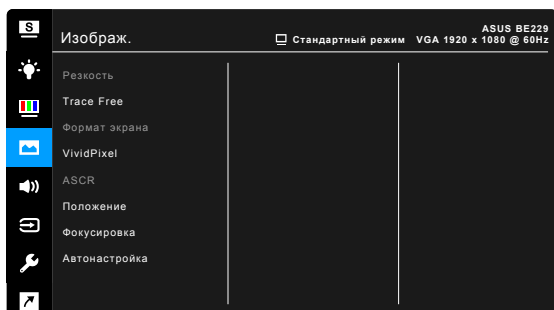 S
ASUS BE229
Изображ.
Стандартный режим VGA 1920 x 1080 @ 60Hz
Резкость
Trace Free
Формат экрана
VividPixel
ASCR
Положение
Фокусировка
Автонастройка